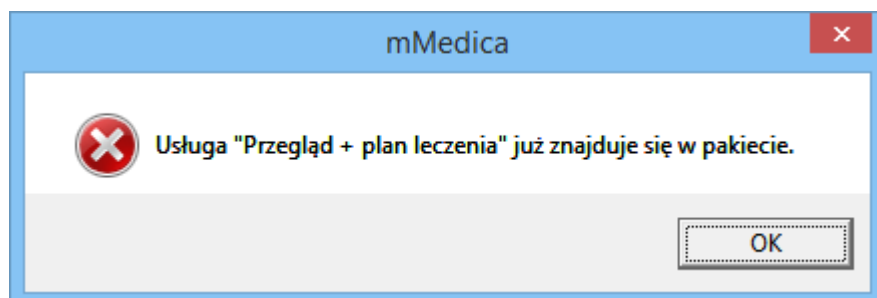 mMedica
Usługa "Przegląd + plan leczenia" już znajduje się w pakiecie.
OK